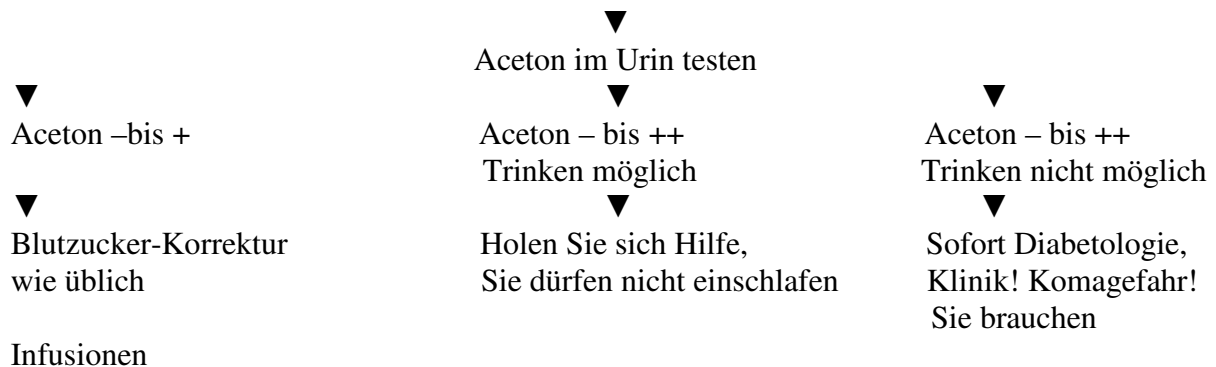 ▼
Aceton im Urin testen
▼ ▼ ▼
Aceton –bis + Aceton – bis ++ Aceton – bis ++
Trinken möglich Trinken nicht möglich
▼ ▼ ▼
Blutzucker-Korrektur Holen Sie sich Hilfe, Sofort Diabetologie,
wie üblich Sie dürfen nicht einschlafen Klinik! Komagefahr!
Sie brauchen
Infusionen